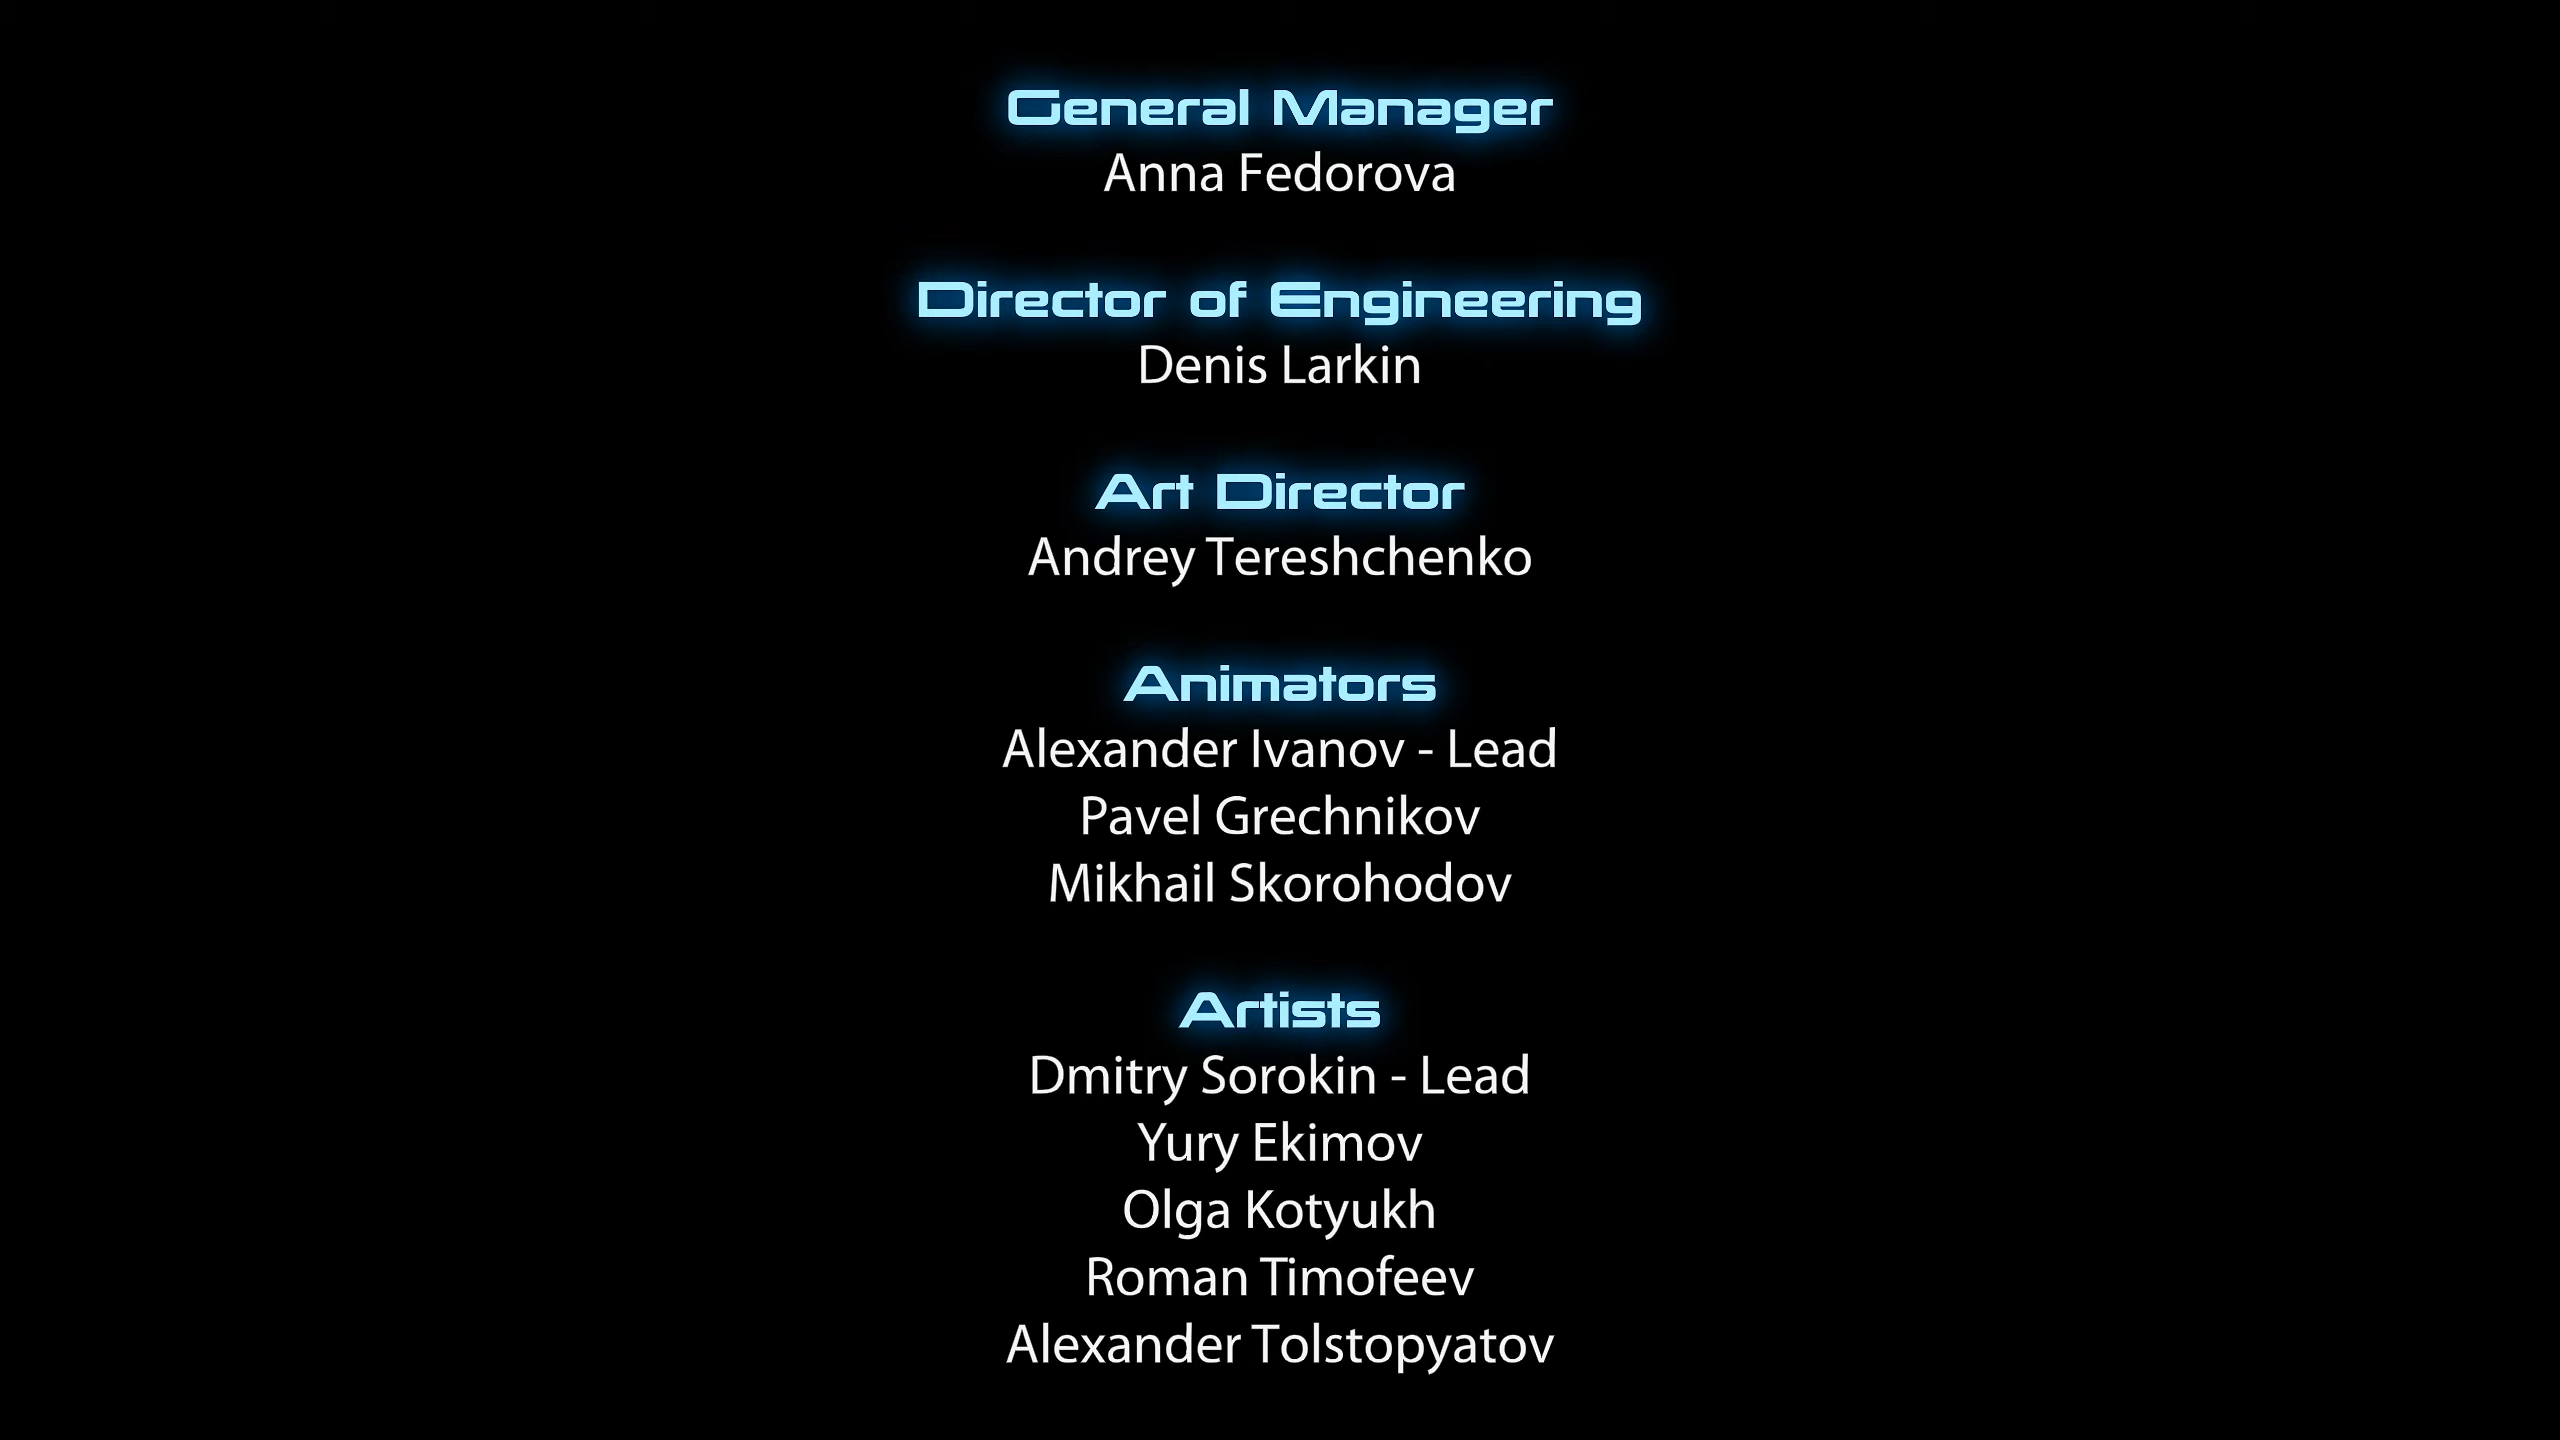 General Manager
Anna Fedorova
Director of Engineering
Denis Larkin
Art Director
Andrey Tereshchenko
Animators
Alexander Ivanov - Lead
Pavel Grechnikov
Mikhail Skorohodov
Artists
Dmitry Sorokin - Lead
Yury Ekimov
Olga Kotyukh
Roman Timofeev
Alexander Tolstopyatov